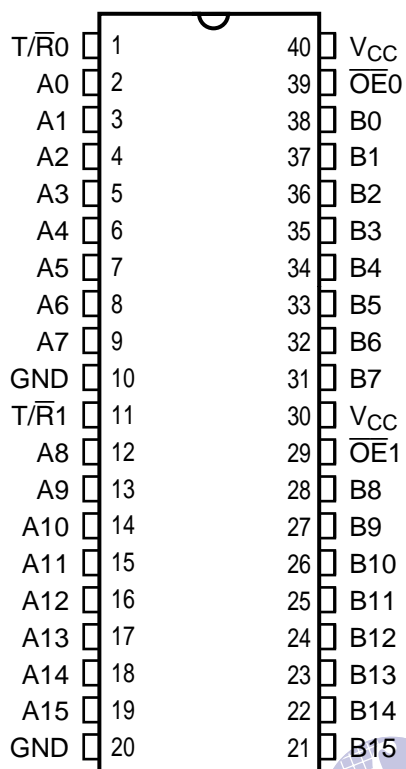 T/R̅0 1 40 VCC
A0 2 39 O̅E̅0
A1 3 38 B0
A2 4 37 B1
A3 5 36 B2
A4 6 35 B3
A5 7 34 B4
A6 8 33 B5
A7 9 32 B6
GND 10 31 B7
T/R̅1 11 30 VCC
A8 12 29 O̅E̅1
A9 13 28 B8
A10 14 27 B9
A11 15 26 B10
A12 16 25 B11
A13 17 24 B12
A14 18 23 B13
A15 19 22 B14
GND 20 21 B15